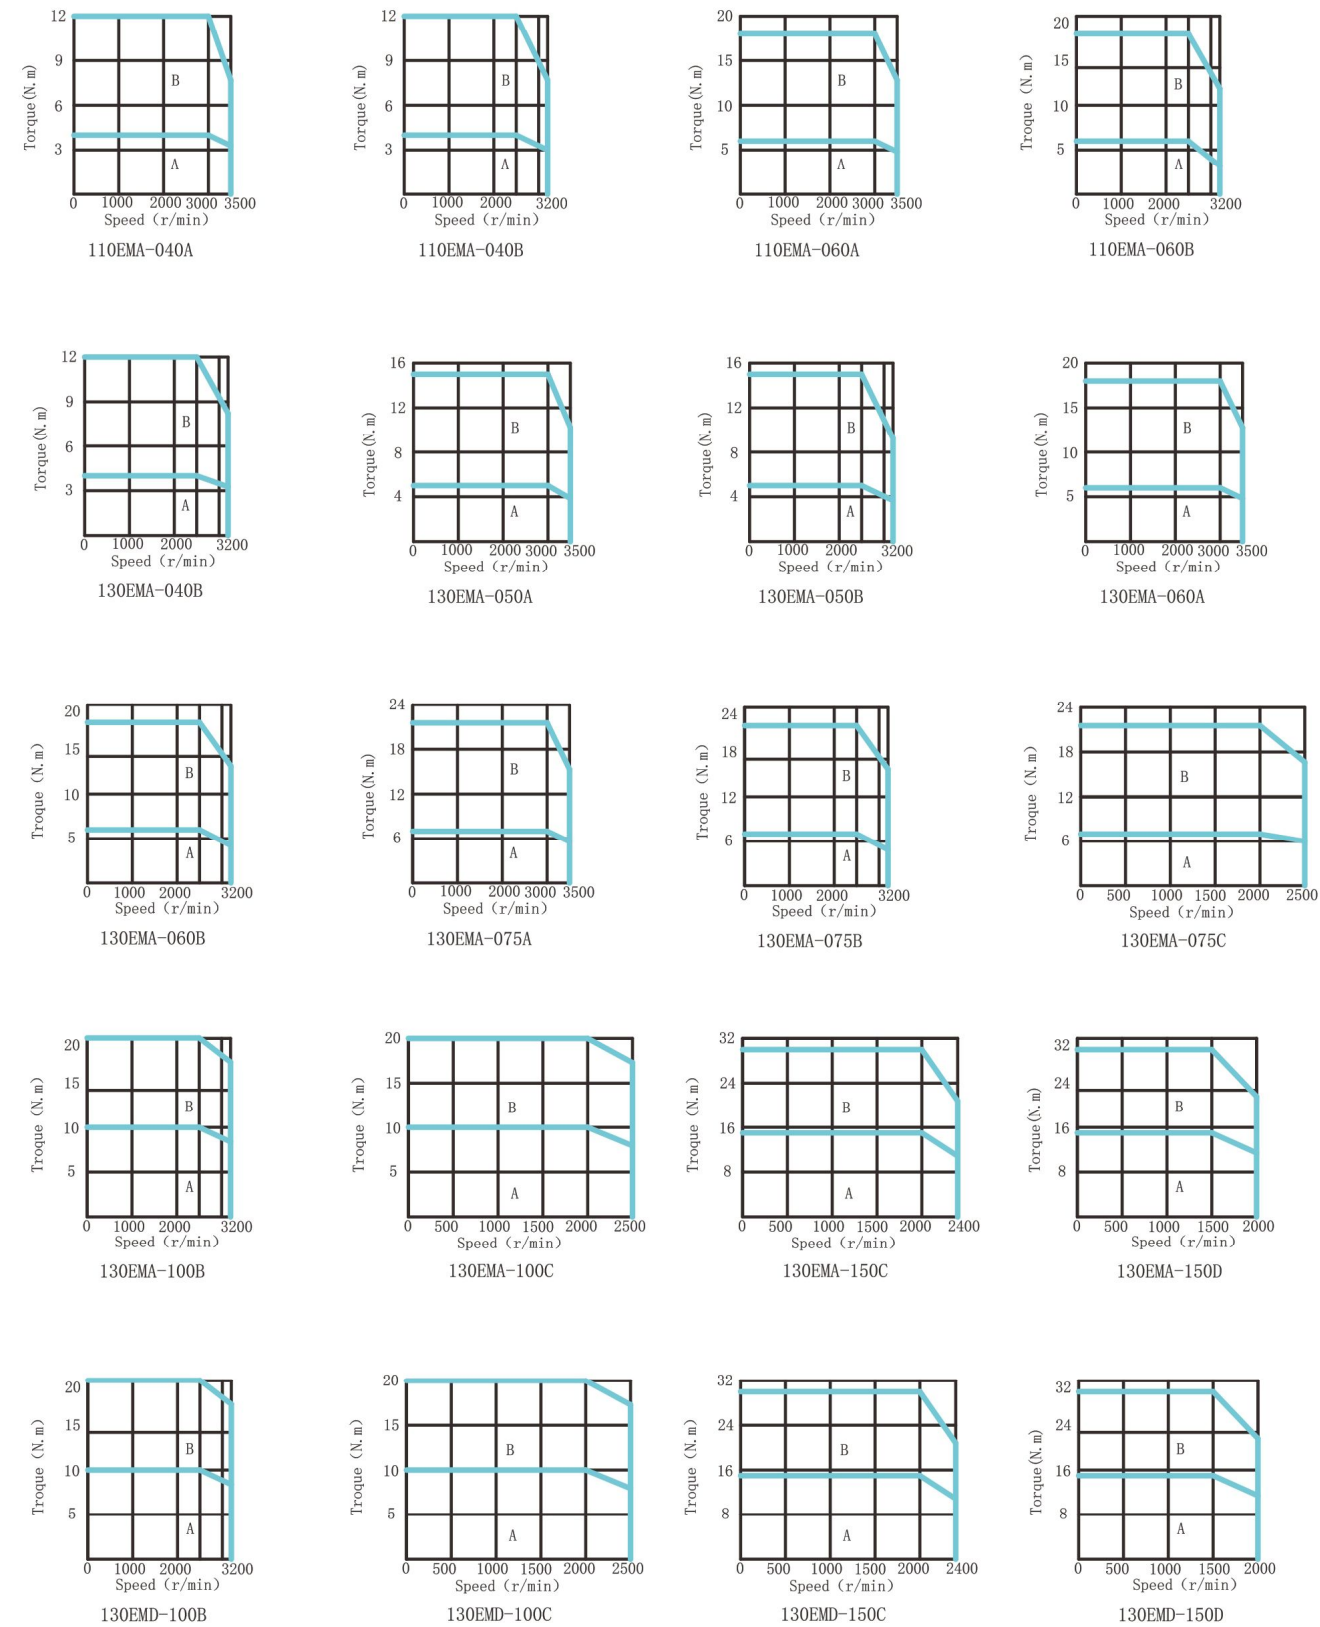 12
9
6
3
Torque(N.m)
B
A
0 1000 2000 3000 3500
Speed (r/min)
110EMA-040A
12
9
6
3
Torque(N.m)
B
A
0 1000 2000 3200
Speed (r/min)
110EMA-040B
20
15
10
5
Torque(N.m)
B
A
0 1000 2000 3000 3500
Speed (r/min)
110EMA-060A
20
15
10
5
Troque (N.m)
B
A
0 1000 2000 3200
Speed (r/min)
110EMA-060B
12
9
6
3
Torque(N.m)
B
A
0 1000 2000 3200
Speed (r/min)
130EMA-040B
16
12
8
4
Torque(N.m)
B
A
0 1000 2000 3000 3500
Speed (r/min)
130EMA-050A
16
12
8
4
Torque(N.m)
B
A
0 1000 2000 3200
Speed (r/min)
130EMA-050B
20
15
10
5
Torque(N.m)
B
A
0 1000 2000 3000 3500
Speed (r/min)
130EMA-060A
20
15
10
5
Troque (N.m)
B
A
0 1000 2000 3200
Speed (r/min)
130EMA-060B
24
18
12
6
Torque(N.m)
B
A
0 1000 2000 3000 3500
Speed (r/min)
130EMA-075A
24
18
12
6
Troque (N.m)
B
A
0 1000 2000 3200
Speed (r/min)
130EMA-075B
24
18
12
6
Troque (N.m)
B
A
0 500 1000 1500 2000 2500
Speed (r/min)
130EMA-075C
20
15
10
5
Troque (N.m)
B
A
0 1000 2000 3200
Speed (r/min)
130EMA-100B
20
15
10
5
Troque (N.m)
B
A
0 500 1000 1500 2000 2500
Speed (r/min)
130EMA-100C
32
24
16
8
Troque (N.m)
B
A
0 500 1000 1500 2000 2400
Speed (r/min)
130EMA-150C
32
24
16
8
Torque(N.m)
B
A
0 500 1000 1500 2000
Speed (r/min)
130EMA-150D
20
15
10
5
Troque (N.m)
B
A
0 1000 2000 3200
Speed (r/min)
130EMD-100B
20
15
10
5
Troque (N.m)
B
A
0 500 1000 1500 2000 2500
Speed (r/min)
130EMD-100C
32
24
16
8
Troque (N.m)
B
A
0 500 1000 1500 2000 2400
Speed (r/min)
130EMD-150C
32
24
16
8
Torque(N.m)
B
A
0 500 1000 1500 2000
Speed (r/min)
130EMD-150D